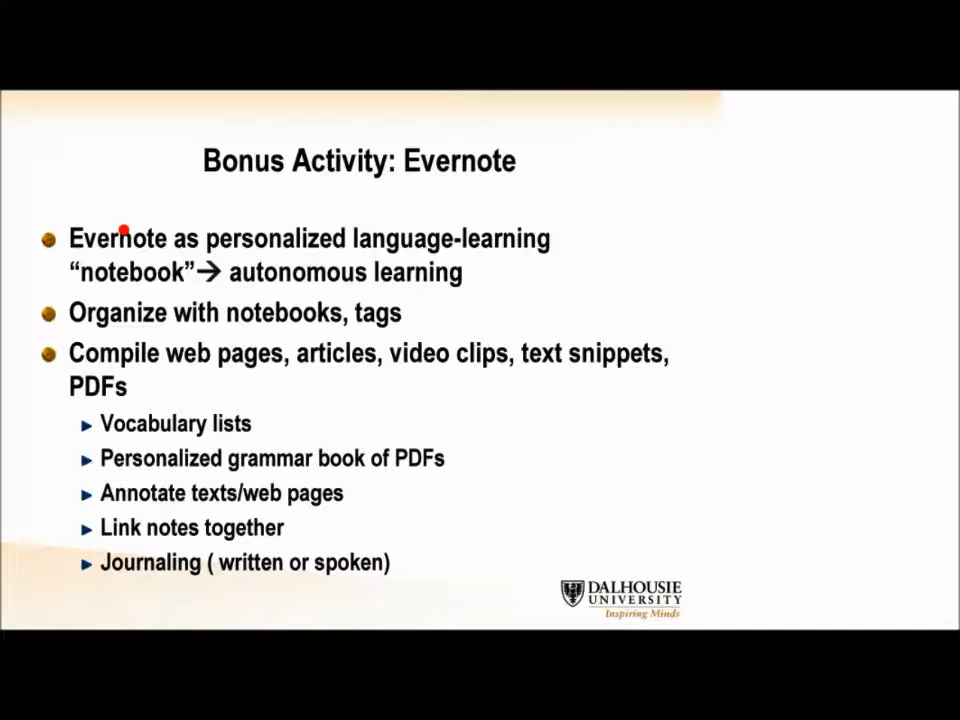 Bonus Activity: Evernote
Evernote as personalized language-learning
“notebook”→ autonomous learning
Organize with notebooks, tags
Compile web pages, articles, video clips, text snippets,
PDFs
Vocabulary lists
Personalized grammar book of PDFs
Annotate texts/web pages
Link notes together
Journaling ( written or spoken)
DALHOUSIE
UNIVERSITY
Inspiring Minds